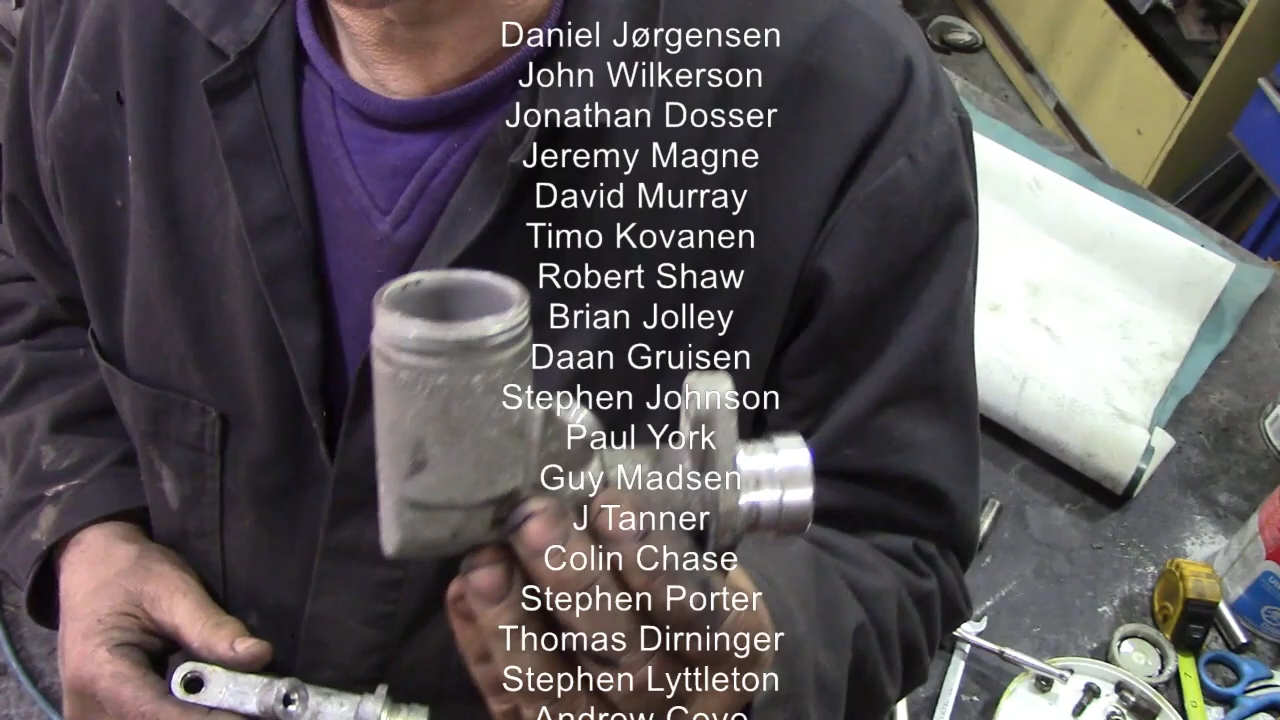 Daniel Jørgensen
John Wilkerson
Jonathan Dosser
Jeremy Magne
David Murray
Timo Kovanen
Robert Shaw
Brian Jolley
Daan Gruisen
Stephen Johnson
Paul York
Guy Madsen
J Tanner
Colin Chase
Stephen Porter
Thomas Dirninger
Stephen Lyttleton
Andrew